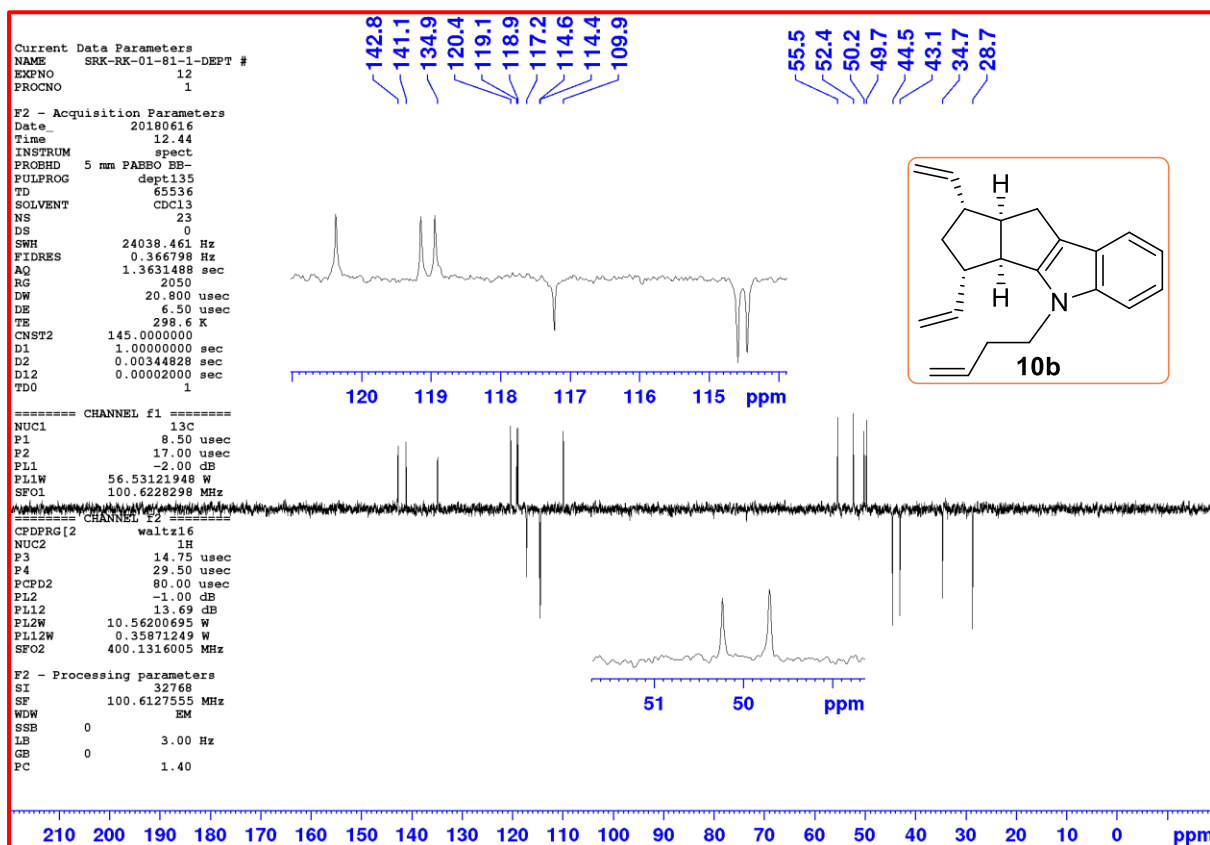 Current Data Parameters
NAME SRK-RK-01-81-1-DEPT #
EXPNO 12
PROCNO 1
F2 - Acquisition Parameters
Date_ 20180616
Time 12.44
INSTRUM spect
PROBHD 5 mm PABBO BB-
PULPROG dept135
TD 65536
SOLVENT CDCl3
NS 23
DS 0
SWH 24038.461 Hz
FIDRES 0.366798 Hz
AQ 1.3631488 sec
RG 2050
DW 20.800 usec
DE 6.50 usec
TE 298.6 K
CNST2 145.0000000
D1 1.00000000 sec
D2 0.00344828 sec
D12 0.00002000 sec
TD0 1
======== CHANNEL f1 ========
NUC1 13C
P1 8.50 usec
P2 17.00 usec
PL1 -2.00 dB
PL1W 56.53121948 W
SFO1 100.6228298 MHz
======== CHANNEL f2 ========
CPDPRG[2 waltz16
NUC2 1H
P3 14.75 usec
P4 29.50 usec
PCPD2 80.00 usec
PL2 -1.00 dB
PL12 13.69 dB
PL2W 10.56200695 W
PL12W 0.35871249 W
SFO2 400.1316005 MHz
F2 - Processing parameters
SI 32768
SF 100.6127555 MHz
WDW EM
SSB 0
LB 3.00 Hz
GB 0
PC 1.40
142.8
141.1
134.9
120.4
119.1
118.9
117.2
114.6
114.4
109.9
55.5
52.4
50.2
49.7
44.5
43.1
34.7
28.7
H
H
N
10b
120 119 118 117 116 115 ppm
51 50 ppm
210 200 190 180 170 160 150 140 130 120 110 100 90 80 70 60 50 40 30 20 10 0 ppm